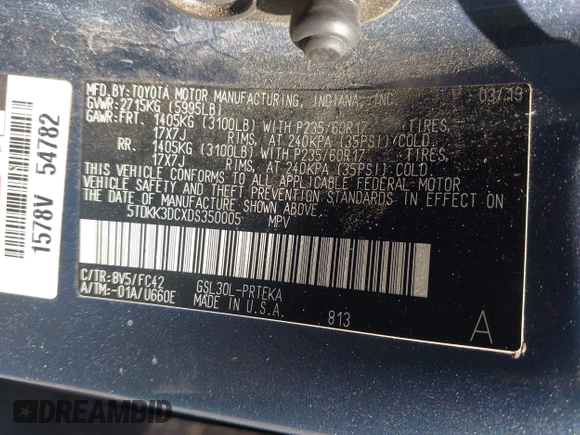 MFD.BY:TOYOTA MOTOR MANUFACTURING, INDIANA, INC. 03/13
GVWR:2715KG (5995LB)
GAWR:FRT. 1405KG (3100LB) WITH P235/60R17 TIRES,
17X7J RIMS, AT 240KPA (35PSI)/COLD.
RR. 1405KG (3100LB) WITH P235/60R17 TIRES,
17X7J RIMS, AT 240KPA (35PSI) COLD.
THIS VEHICLE CONFORMS TO ALL APPLICABLE FEDERAL MOTOR
VEHICLE SAFETY AND THEFT PREVENTION STANDARDS IN EFFECT
ON THE DATE OF MANUFACTURE SHOWN ABOVE.
5TDKK3DCXDS350005 MPV
C/TR:8V5/FC42 GSL30L-PRTEKA
A/TM:-01A/U660E MADE IN U.S.A. 813 A
1578V 54782
DREAMBID